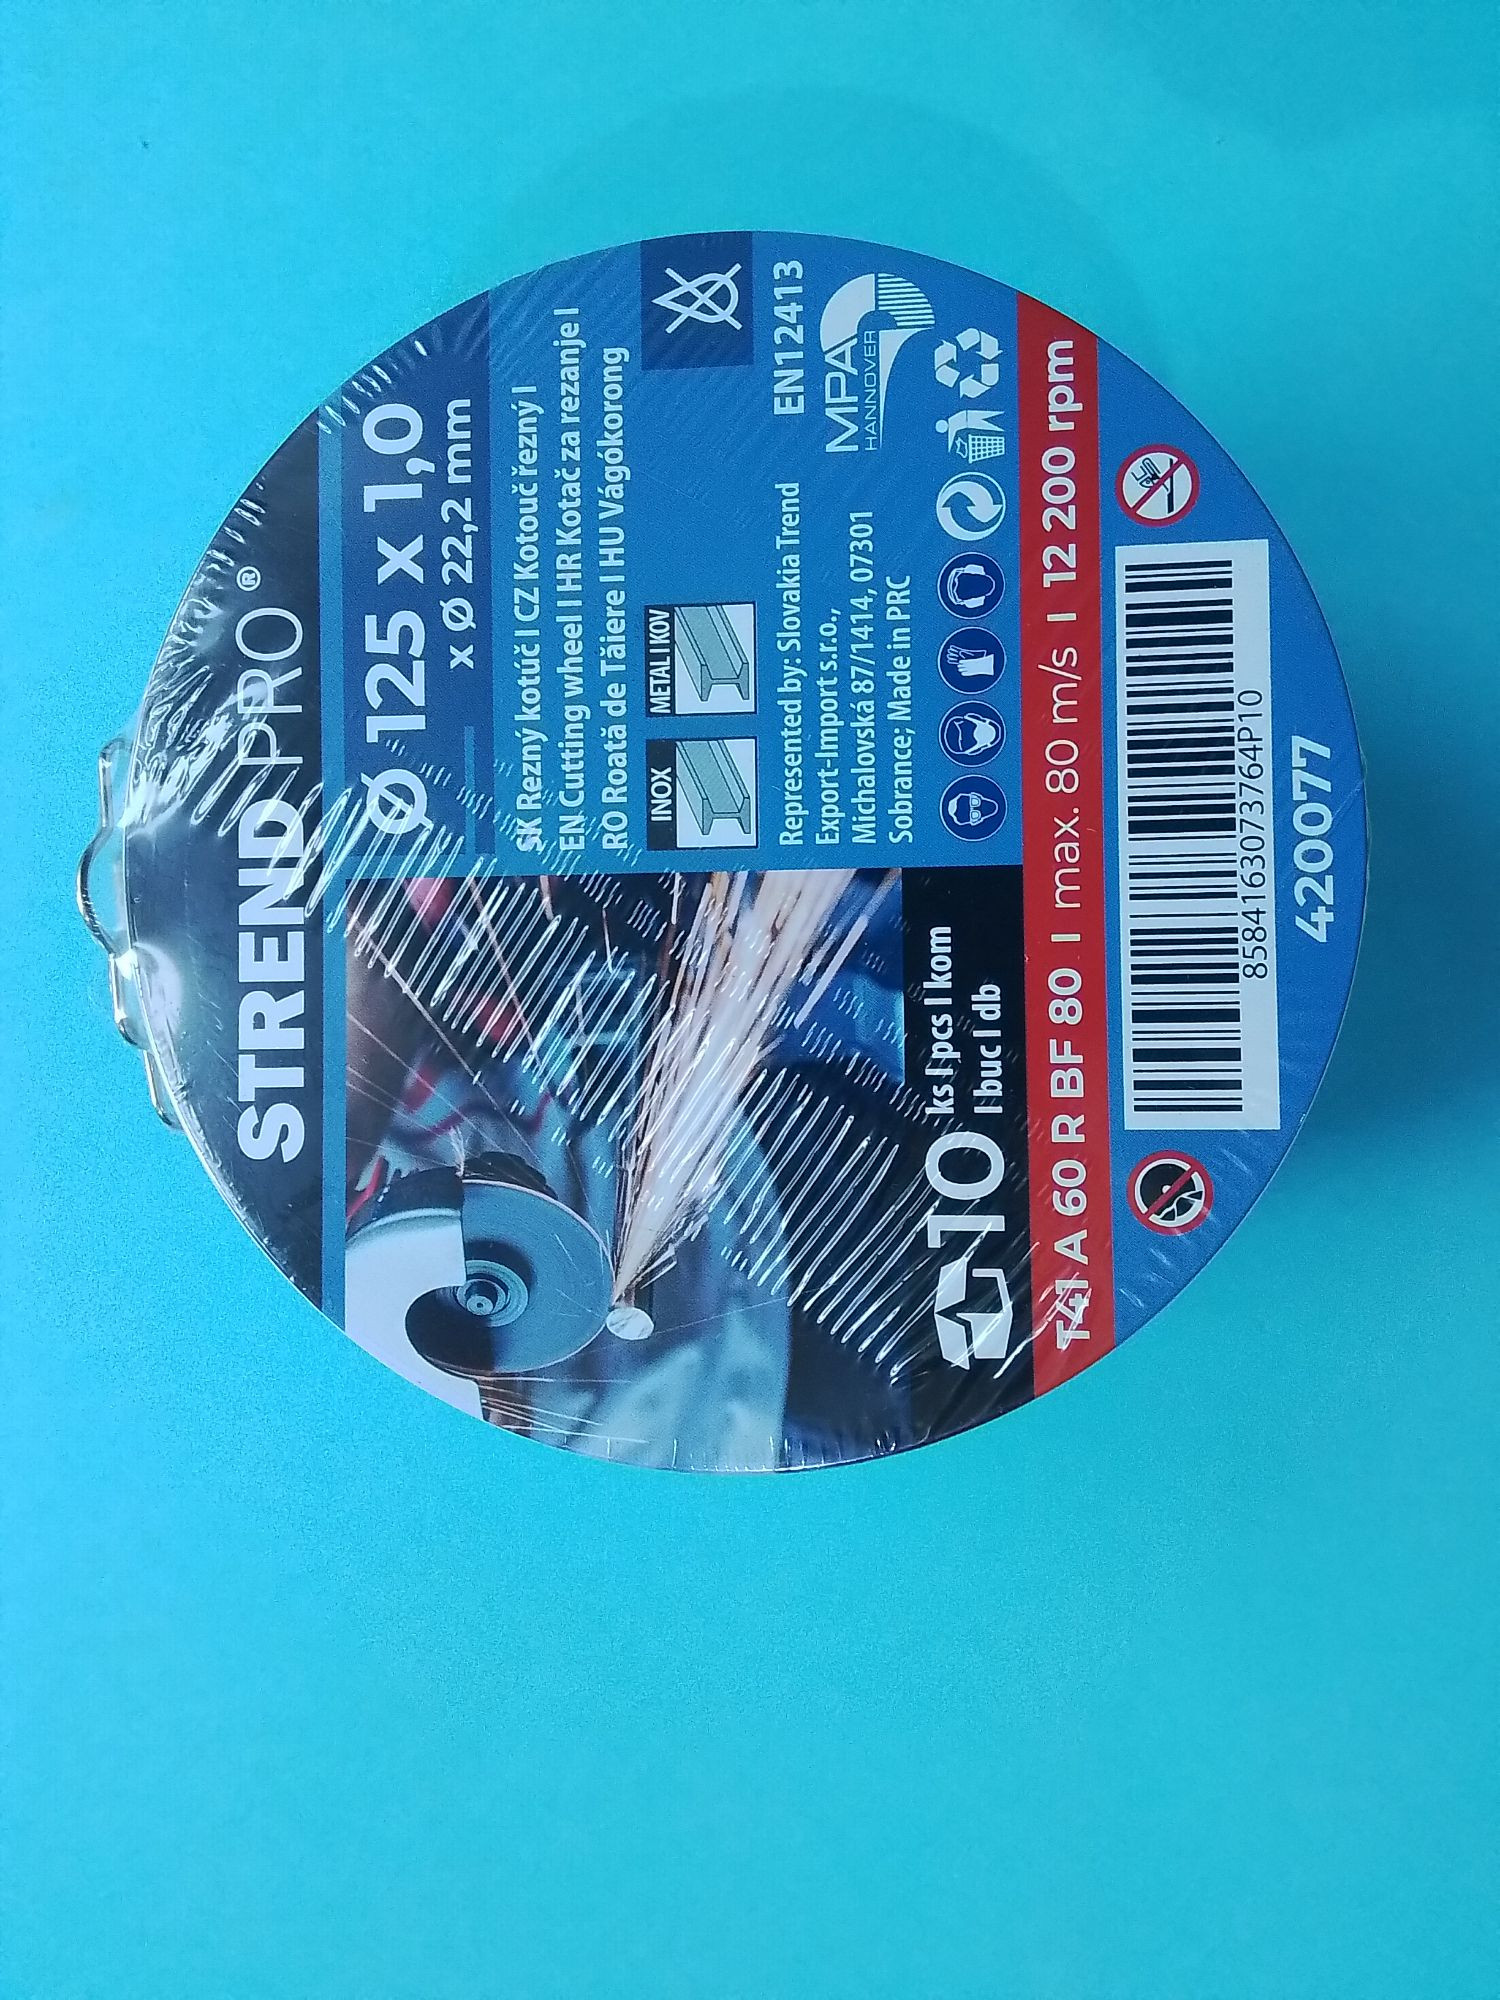 STREND PRO®
Ø 125 x 1,0
x Ø 22,2 mm
SK Rezný kotúč I CZ Kotouč řezný I
EN Cutting wheel I HR Kotač za rezanje I
RO Roată de Tăiere I HU Vágókorong
INOX
METAL I KOV
Represented by: Slovakia Trend
Export-Import s.r.o.,
Michalovská 87/1414, 07301
Sobrance; Made in PRC
EN12413
MPA
HANNOVER
10 ks I pcs I kom
I buc I db
T41 A 60 R BF 80 I max. 80 m/s I 12 200 rpm
8584163073764P10
420077